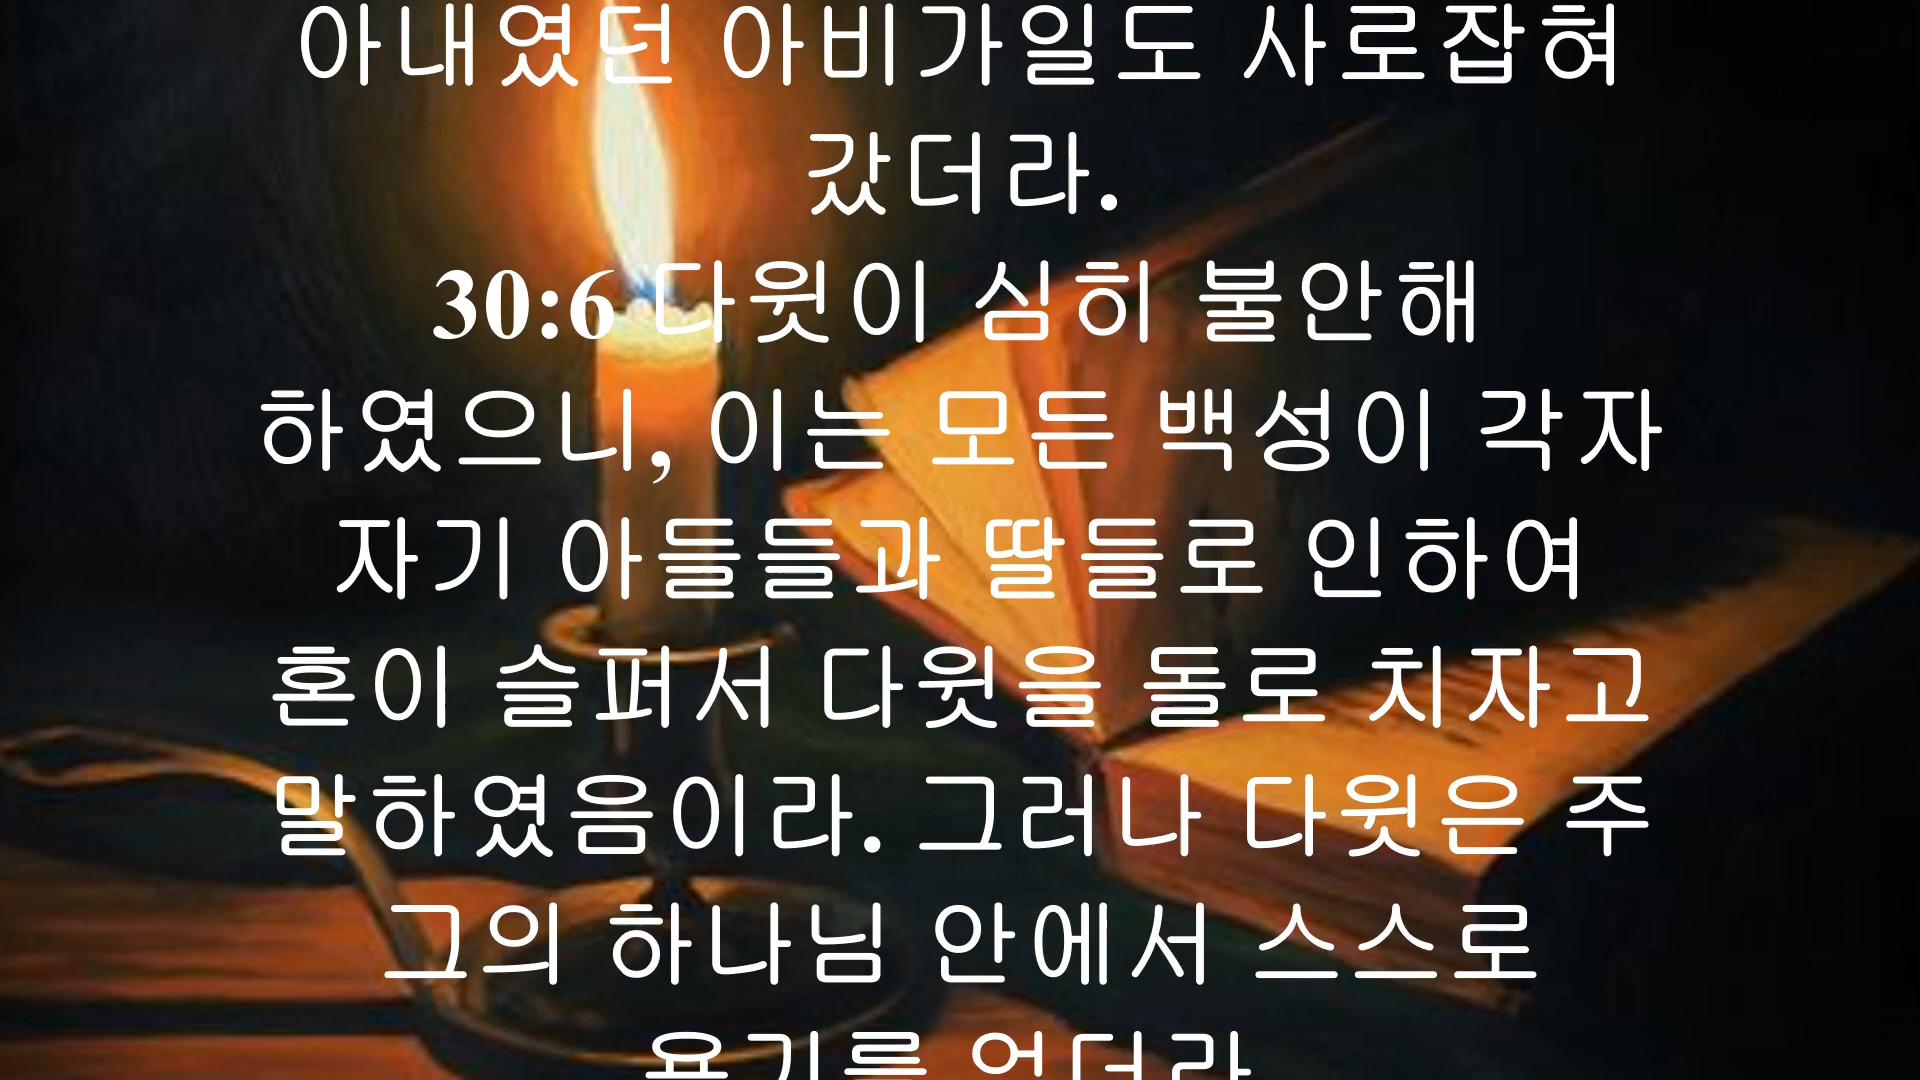 아내였던 아비가일도 사로잡혀
갔더라.
30:6 다윗이 심히 불안해
하였으니, 이는 모든 백성이 각자
자기 아들들과 딸들로 인하여
혼이 슬퍼서 다윗을 돌로 치자고
말하였음이라. 그러나 다윗은 주
그의 하나님 안에서 스스로
용기를 얻더라